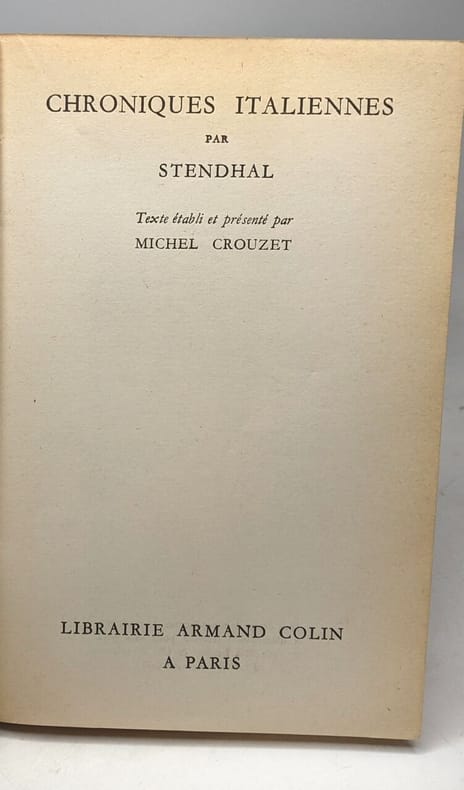 CHRONIQUES ITALIENNES
PAR
STENDHAL
Texte établi et présenté par
MICHEL CROUZET
LIBRAIRIE ARMAND COLIN
A PARIS